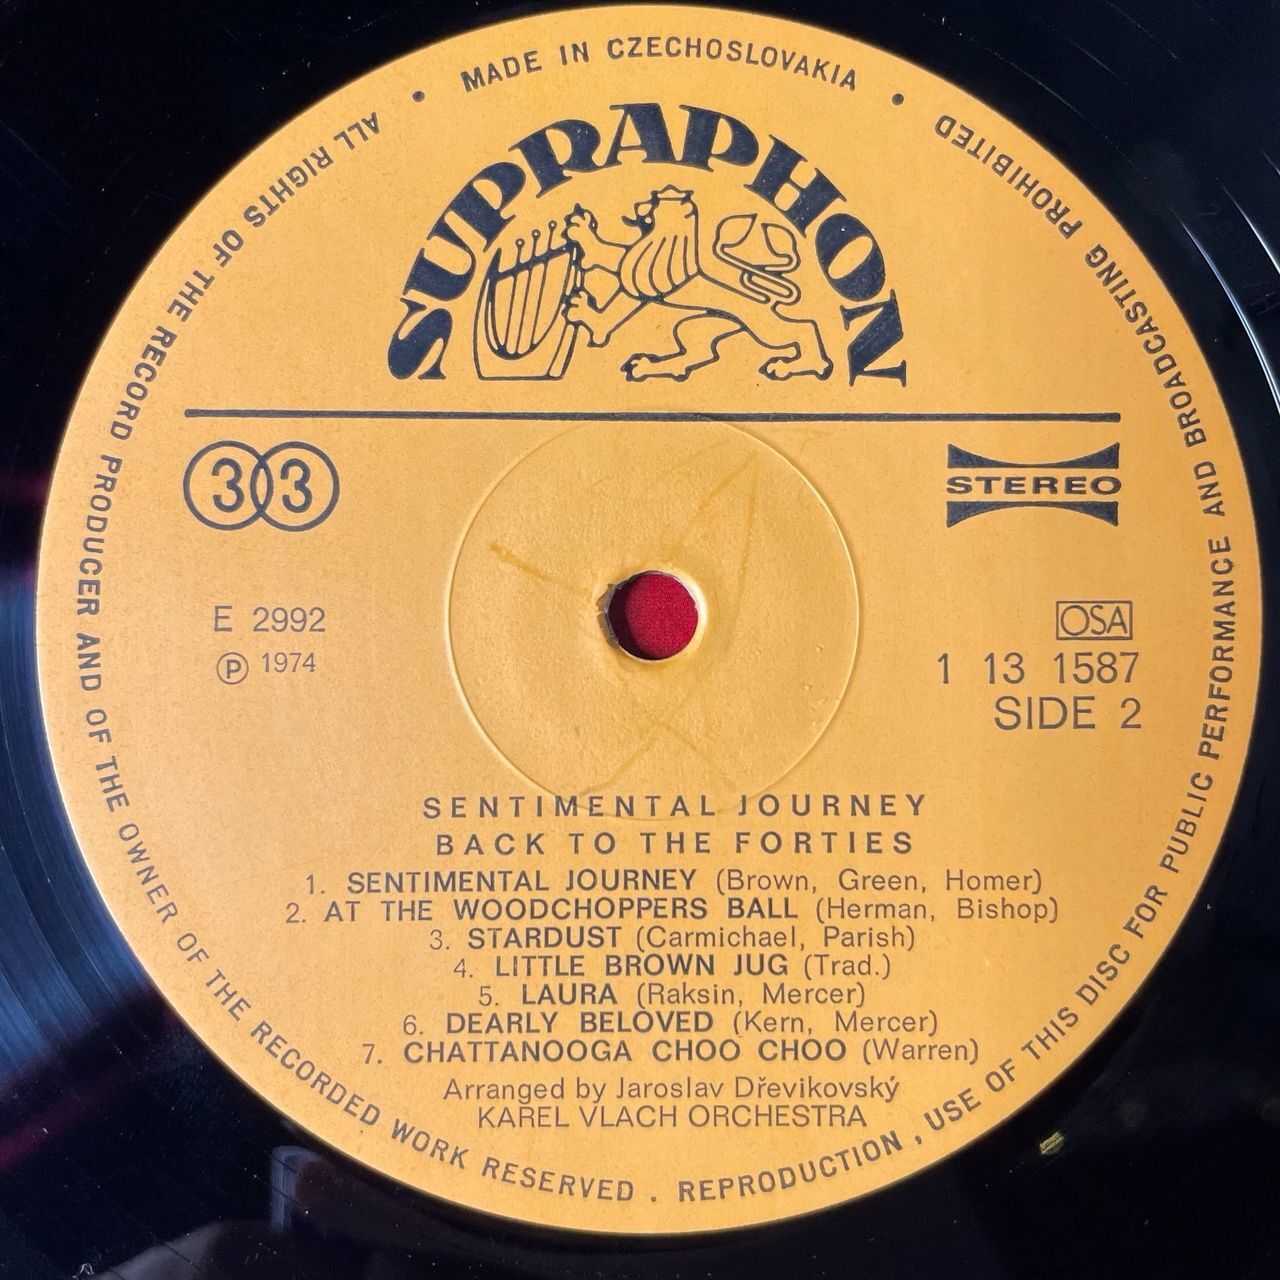 MADE IN CZECHOSLOVAKIA
ALL RIGHTS OF THE RECORD PRODUCER AND OF THE OWNER OF THE RECORDED WORK RESERVED . REPRODUCTION , USE OF THIS DISC FOR PUBLIC PERFORMANCE AND BROADCASTING PROHIBITED
SUPRAPHON
33
STEREO
E 2992
Ⓟ 1974
OSA
1 13 1587
SIDE 2
SENTIMENTAL JOURNEY
BACK TO THE FORTIES
1. SENTIMENTAL JOURNEY (Brown, Green, Homer)
2. AT THE WOODCHOPPERS BALL (Herman, Bishop)
3. STARDUST (Carmichael, Parish)
4. LITTLE BROWN JUG (Trad.)
5. LAURA (Raksin, Mercer)
6. DEARLY BELOVED (Kern, Mercer)
7. CHATTANOOGA CHOO CHOO (Warren)
Arranged by Jaroslav Dřevikovský
KAREL VLACH ORCHESTRA